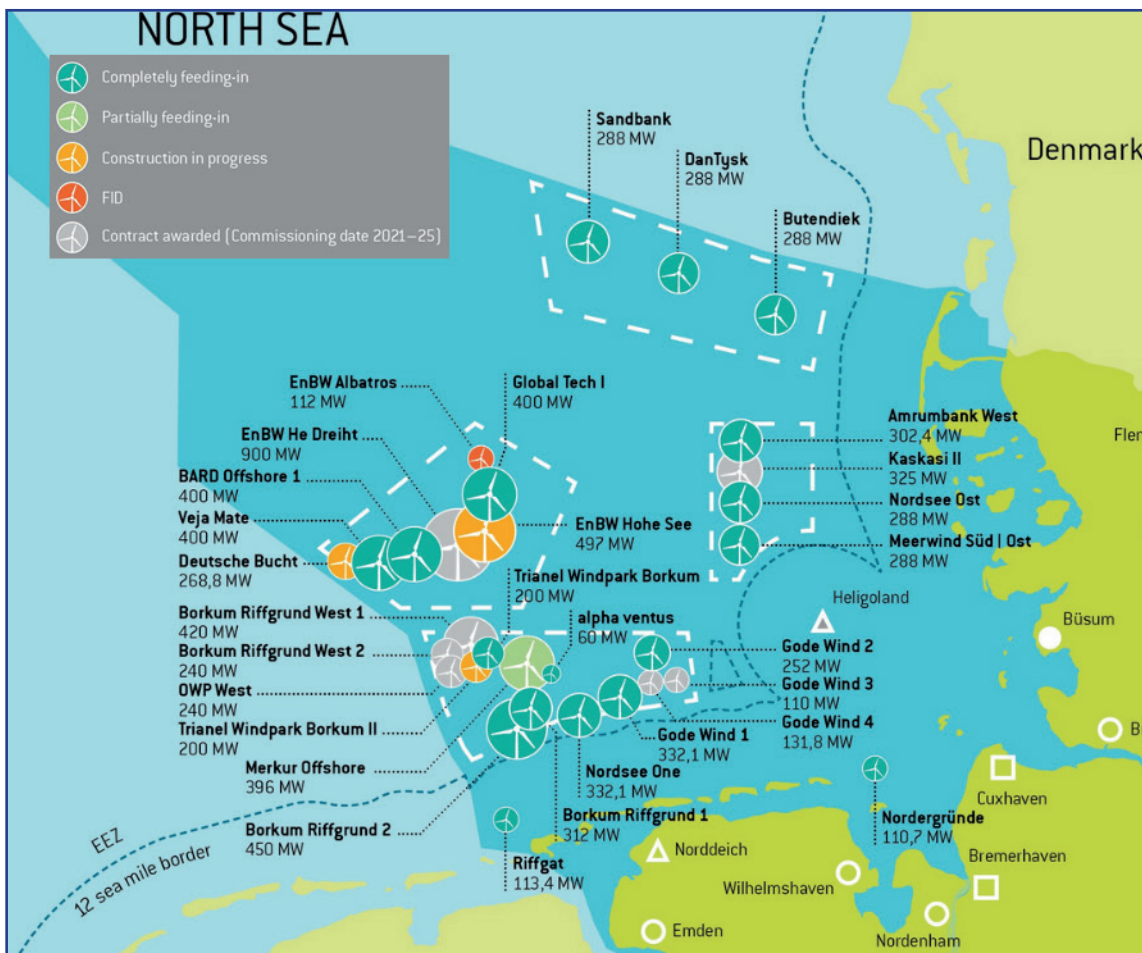 NORTH SEA
Completely feeding-in
Partially feeding-in
Construction in progress
FID
Contract awarded (Commissioning date 2021–25)
Sandbank
288 MW
DanTysk
288 MW
Butendiek
288 MW
Denmark
EnBW Albatros
112 MW
Global Tech I
400 MW
EnBW He Dreiht
900 MW
BARD Offshore 1
400 MW
Veja Mate
400 MW
Deutsche Bucht
268,8 MW
EnBW Hohe See
497 MW
Amrumbank West
302,4 MW
Kaskasi II
325 MW
Nordsee Ost
288 MW
Meerwind Süd | Ost
288 MW
Flen
Trianel Windpark Borkum
200 MW
alpha ventus
60 MW
Heligoland
Büsum
Borkum Riffgrund West 1
420 MW
Borkum Riffgrund West 2
240 MW
OWP West
240 MW
Trianel Windpark Borkum II
200 MW
Merkur Offshore
396 MW
Borkum Riffgrund 2
450 MW
Gode Wind 2
252 MW
Gode Wind 3
110 MW
Gode Wind 4
131,8 MW
Gode Wind 1
332,1 MW
Nordsee One
332,1 MW
Borkum Riffgrund 1
312 MW
Riffgat
113,4 MW
Nordergründe
110,7 MW
EEZ
12 sea mile border
Norddeich
Emden
Wilhelmshaven
Nordenham
Bremerhaven
Cuxhaven